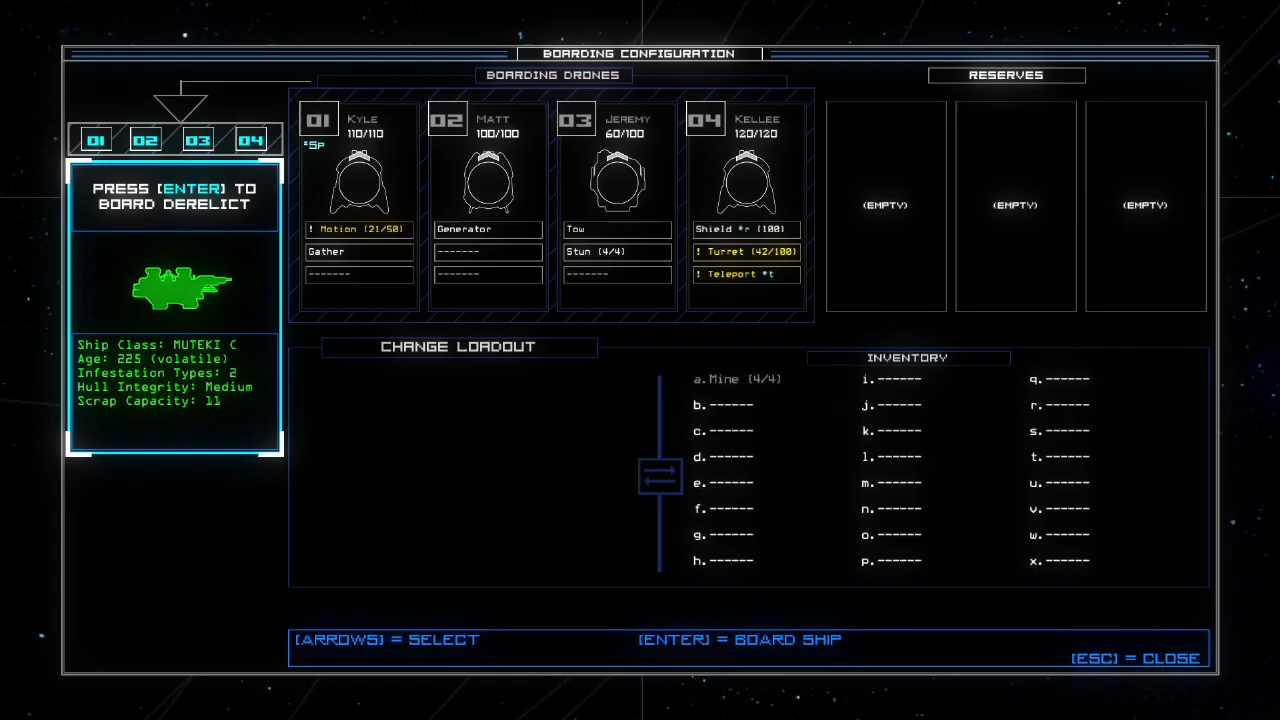 BOARDING CONFIGURATION
BOARDING DRONES
RESERVES
01 02 03 04
PRESS [ENTER] TO
BOARD DERELICT
Ship Class: MUTEKI C
Age: 225 (volatile)
Infestation Types: 2
Hull Integrity: Medium
Scrap Capacity: 11
01 KYLE
110/110
*SP
! Motion (21/50)
Gather
-------
02 MATT
100/100
Generator
-------
-------
03 JEREMY
60/100
Tow
Stun (4/4)
-------
04 KELLEE
120/120
Shield *r (100)
! Turret (42/100)
! Teleport *t
(EMPTY)
(EMPTY)
(EMPTY)
CHANGE LOADOUT
INVENTORY
a.Mine (4/4)
b.------
c.------
d.------
e.------
f.------
g.------
h.------
i.------
j.------
k.------
l.------
m.------
n.------
o.------
p.------
q.------
r.------
s.------
t.------
u.------
v.------
w.------
x.------
[ARROWS] = SELECT
[ENTER] = BOARD SHIP
[ESC] = CLOSE